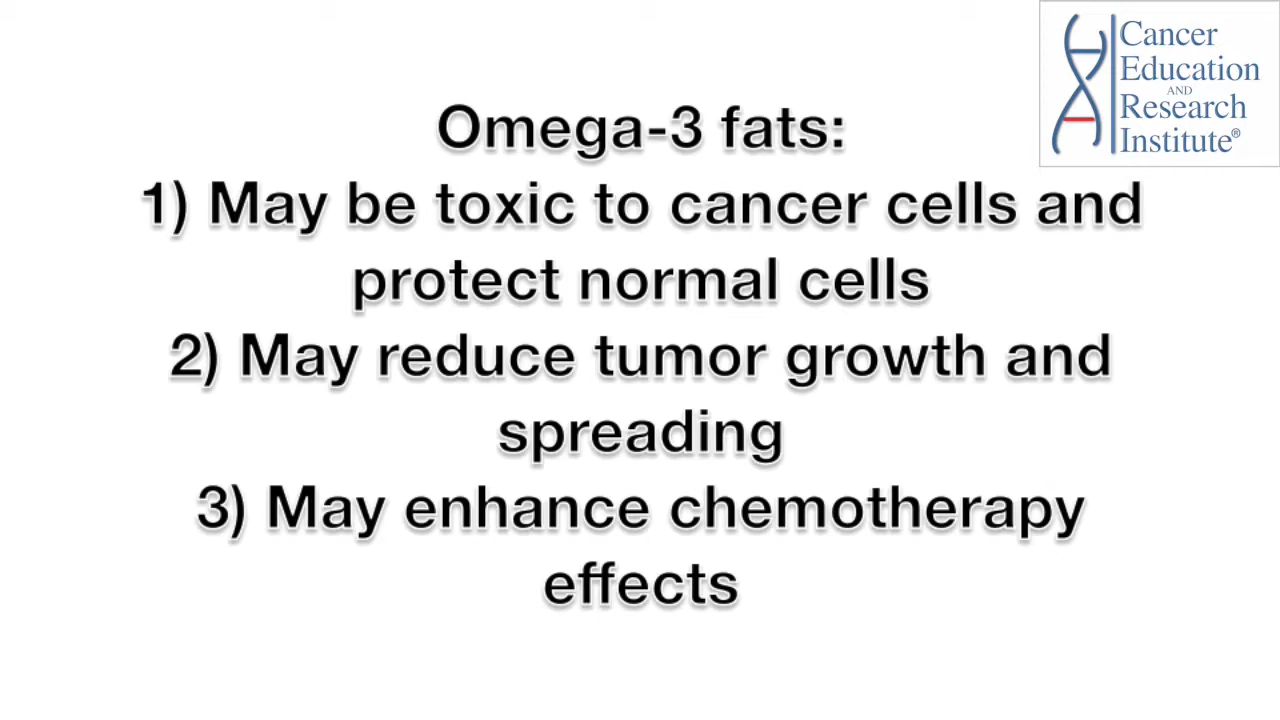 Cancer
Education
AND
Research
Institute®
Omega-3 fats:
1) May be toxic to cancer cells and
protect normal cells
2) May reduce tumor growth and
spreading
3) May enhance chemotherapy
effects